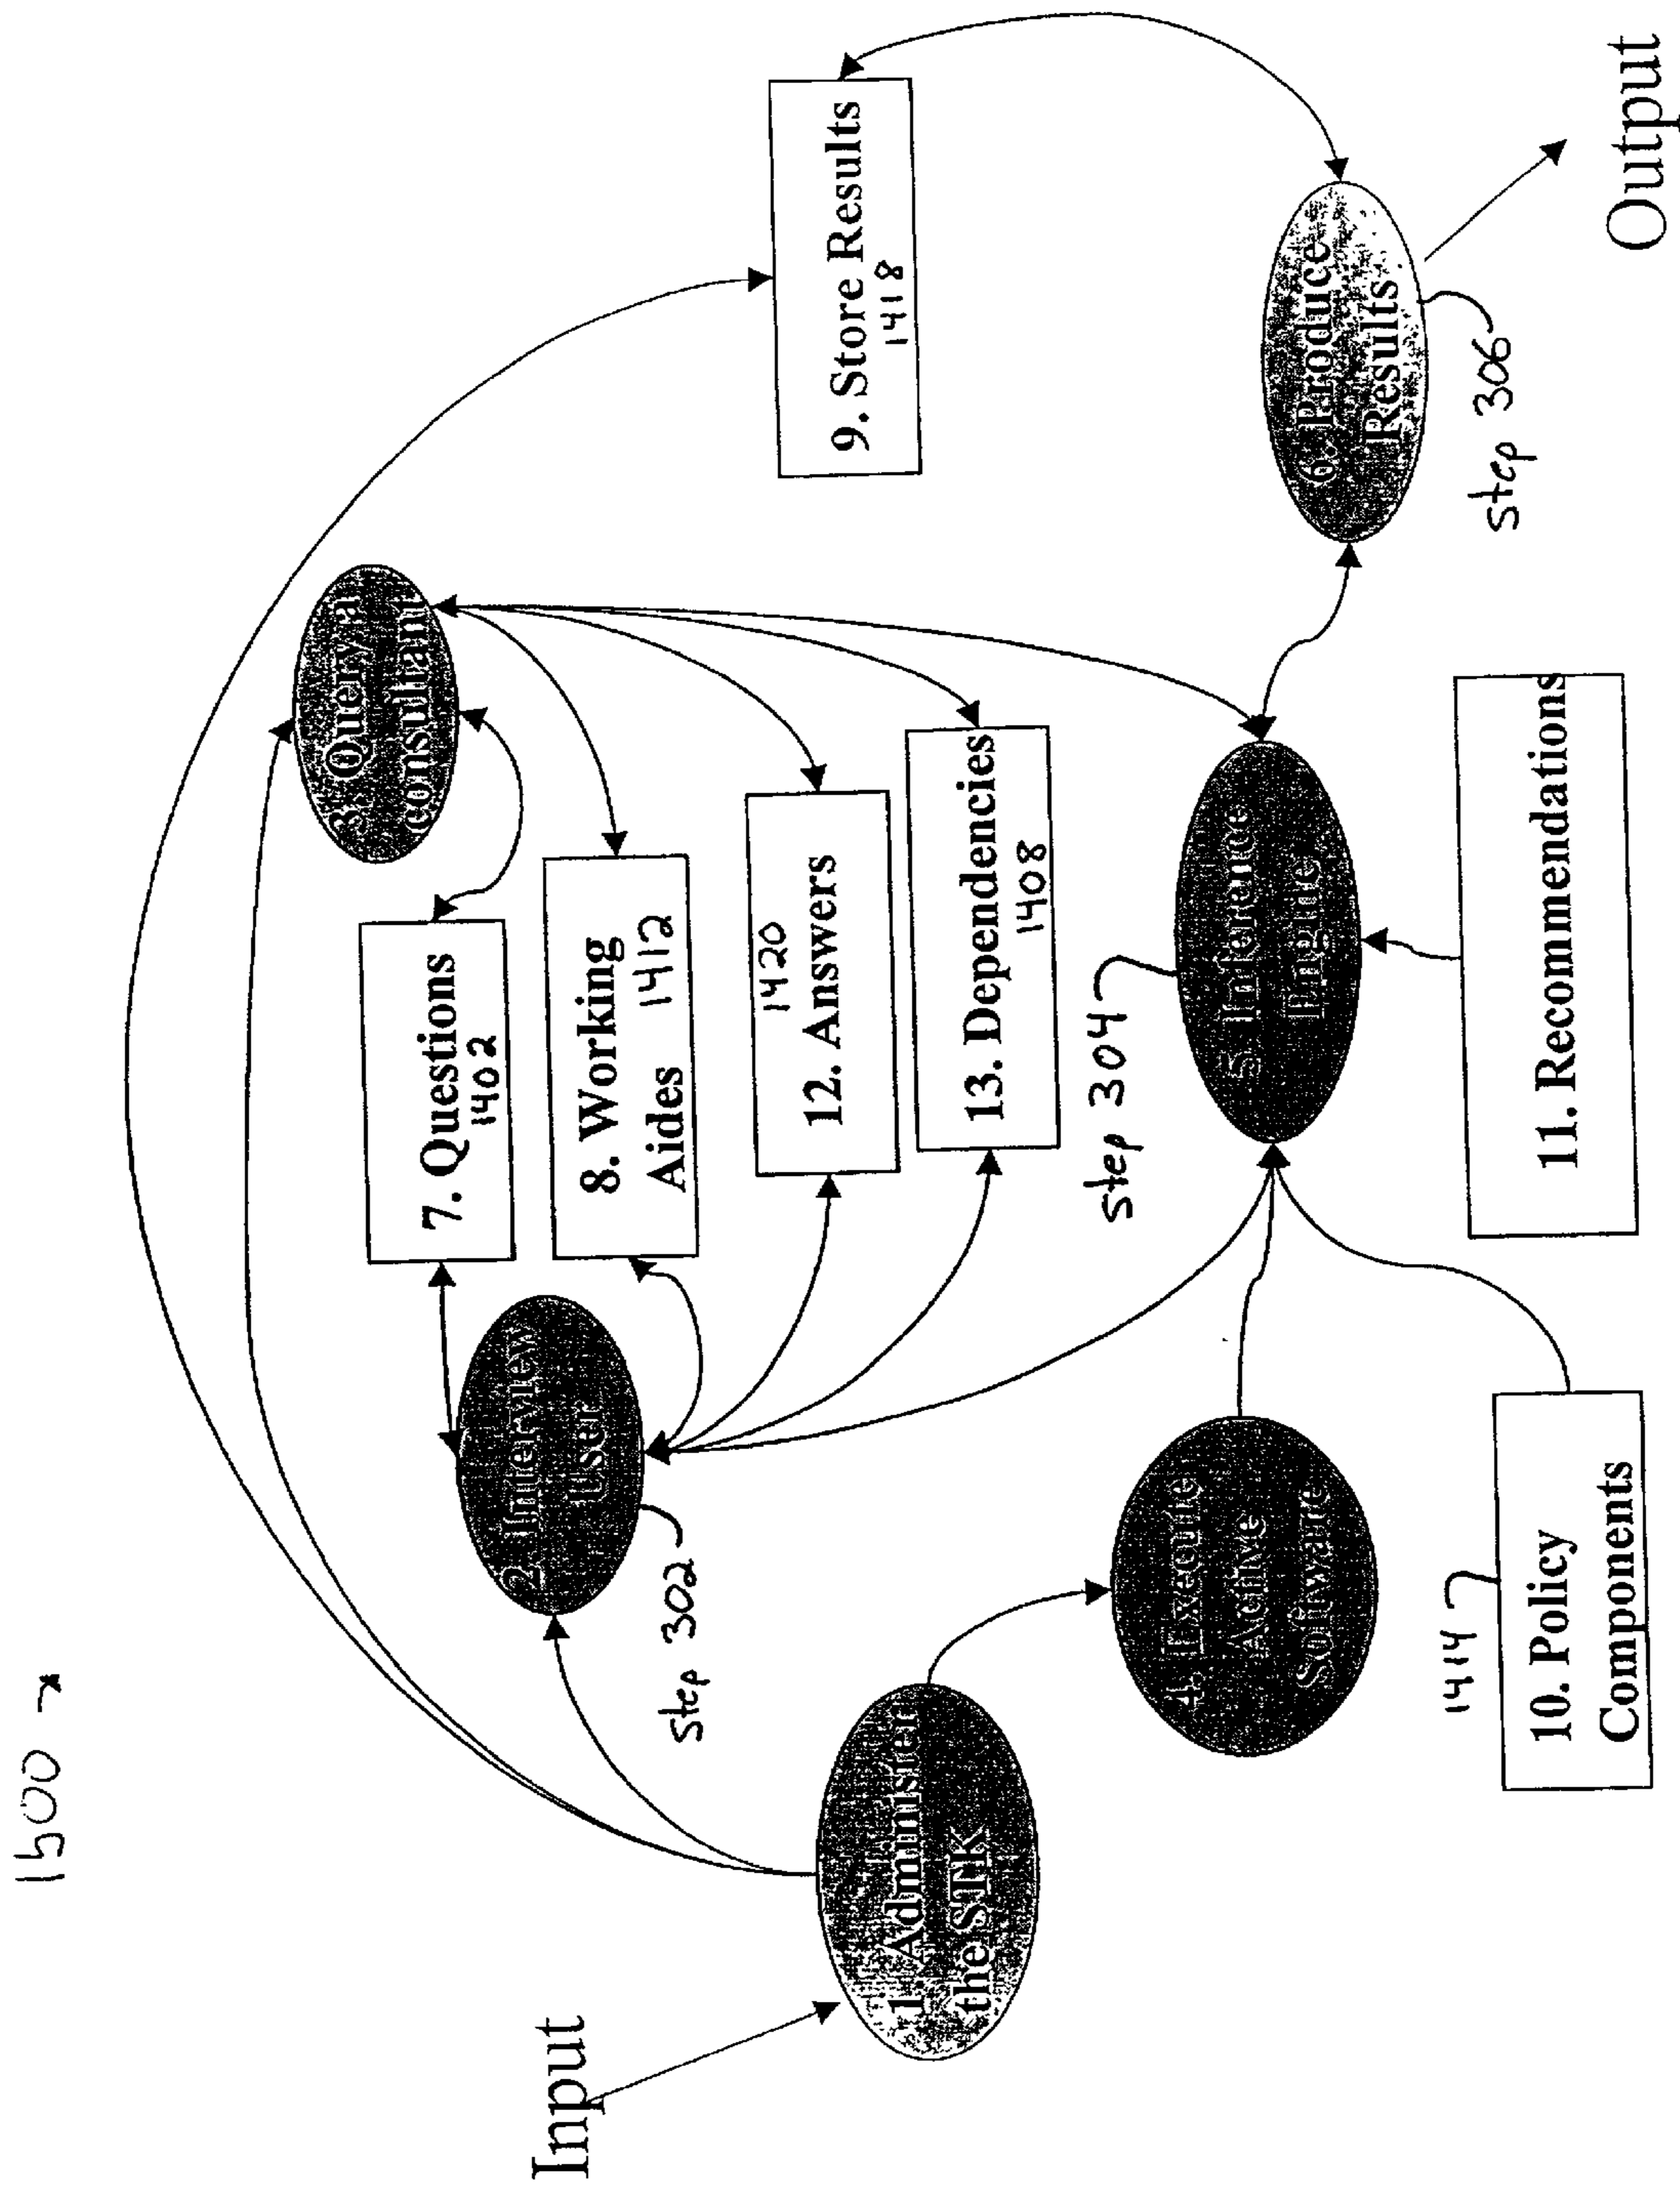 1500
Input
1. Administer
the STK
2. Interview
User
step 302
3. Query a
consultant
4. Execute
Active
Software
7. Questions
1402
8. Working
Aides 1412
1420
12. Answers
13. Dependencies
1408
step 304
5. Inference
Engine
1414
10. Policy
Components
11. Recommendations
9. Store Results
1418
6. Produce
Results
step 306
Output